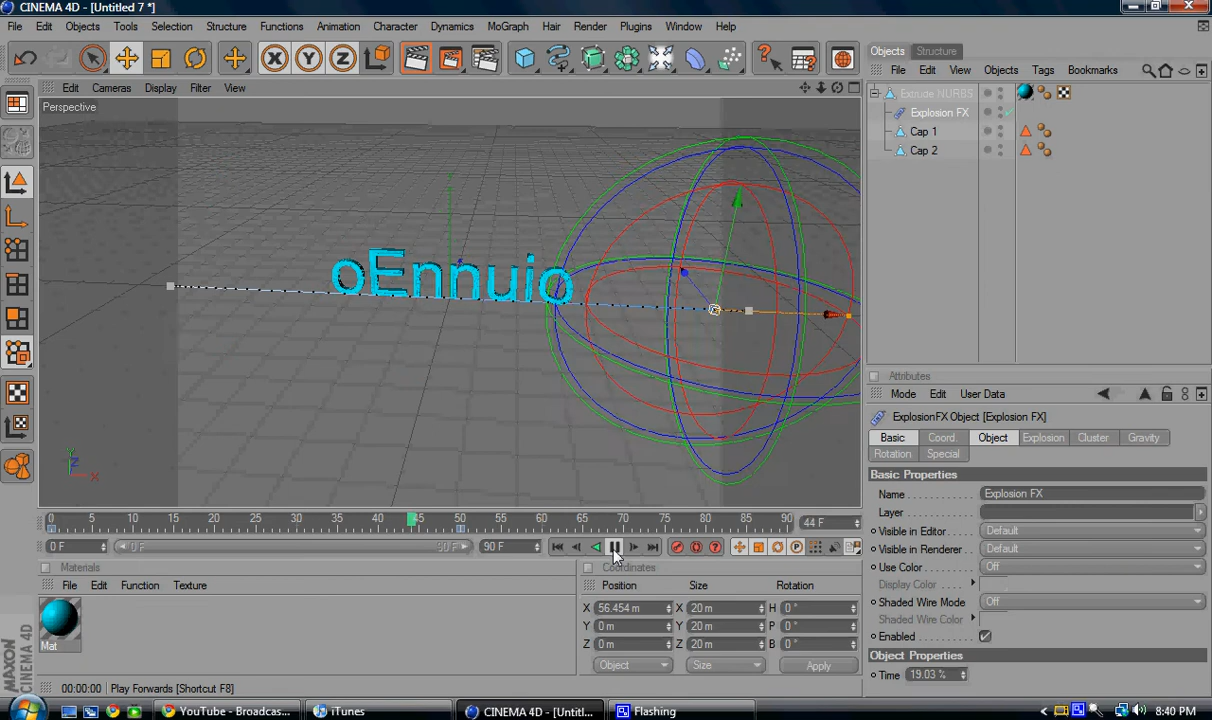 CINEMA 4D - [Untitled 7 *]
File Edit Objects Tools Selection Structure Functions Animation Character Dynamics MoGraph Hair Render Plugins Window Help
X Y Z
Objects Structure
File Edit View Objects Tags Bookmarks
Edit Cameras Display Filter View
Perspective
Extrude NURBS
Explosion FX
Cap 1
Cap 2
oEnnuio
Y
Z
X
Attributes
Mode Edit User Data
ExplosionFX Object [Explosion FX]
Basic Coord. Object Explosion Cluster Gravity
Rotation Special
Basic Properties
Name Explosion FX
Layer
Visible in Editor Default
Visible in Renderer Default
Use Color Off
Display Color
Shaded Wire Mode Off
Shaded Wire Color
Enabled
Object Properties
Time 19.03 %
0 5 10 15 20 25 30 35 40 45 50 55 60 65 70 75 80 85 90 44 F
0 F 0 F 90 F 90 F
Materials
File Edit Function Texture
Mat
Coordinates
Position Size Rotation
X 56.454 m X 20 m H 0 °
Y 0 m Y 20 m P 0 °
Z 0 m Z 20 m B 0 °
Object Size Apply
MAXON
CINEMA 4D
00:00:00 Play Forwards [Shortcut F8]
YouTube - Broadcas... iTunes CINEMA 4D - [Untitl... Flashing 8:40 PM